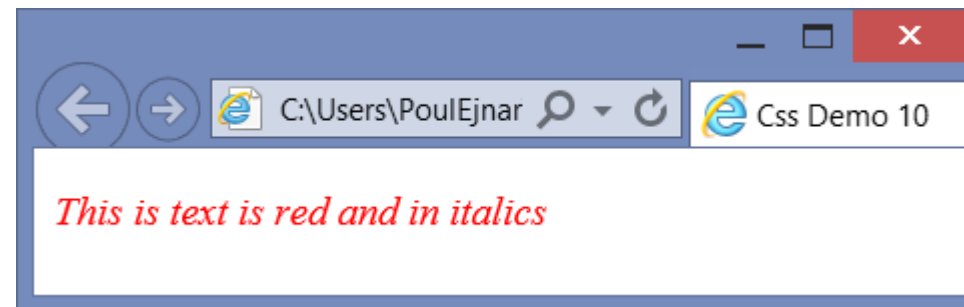 C:\Users\PoulEjnar
Css Demo 10
This is text is red and in italics